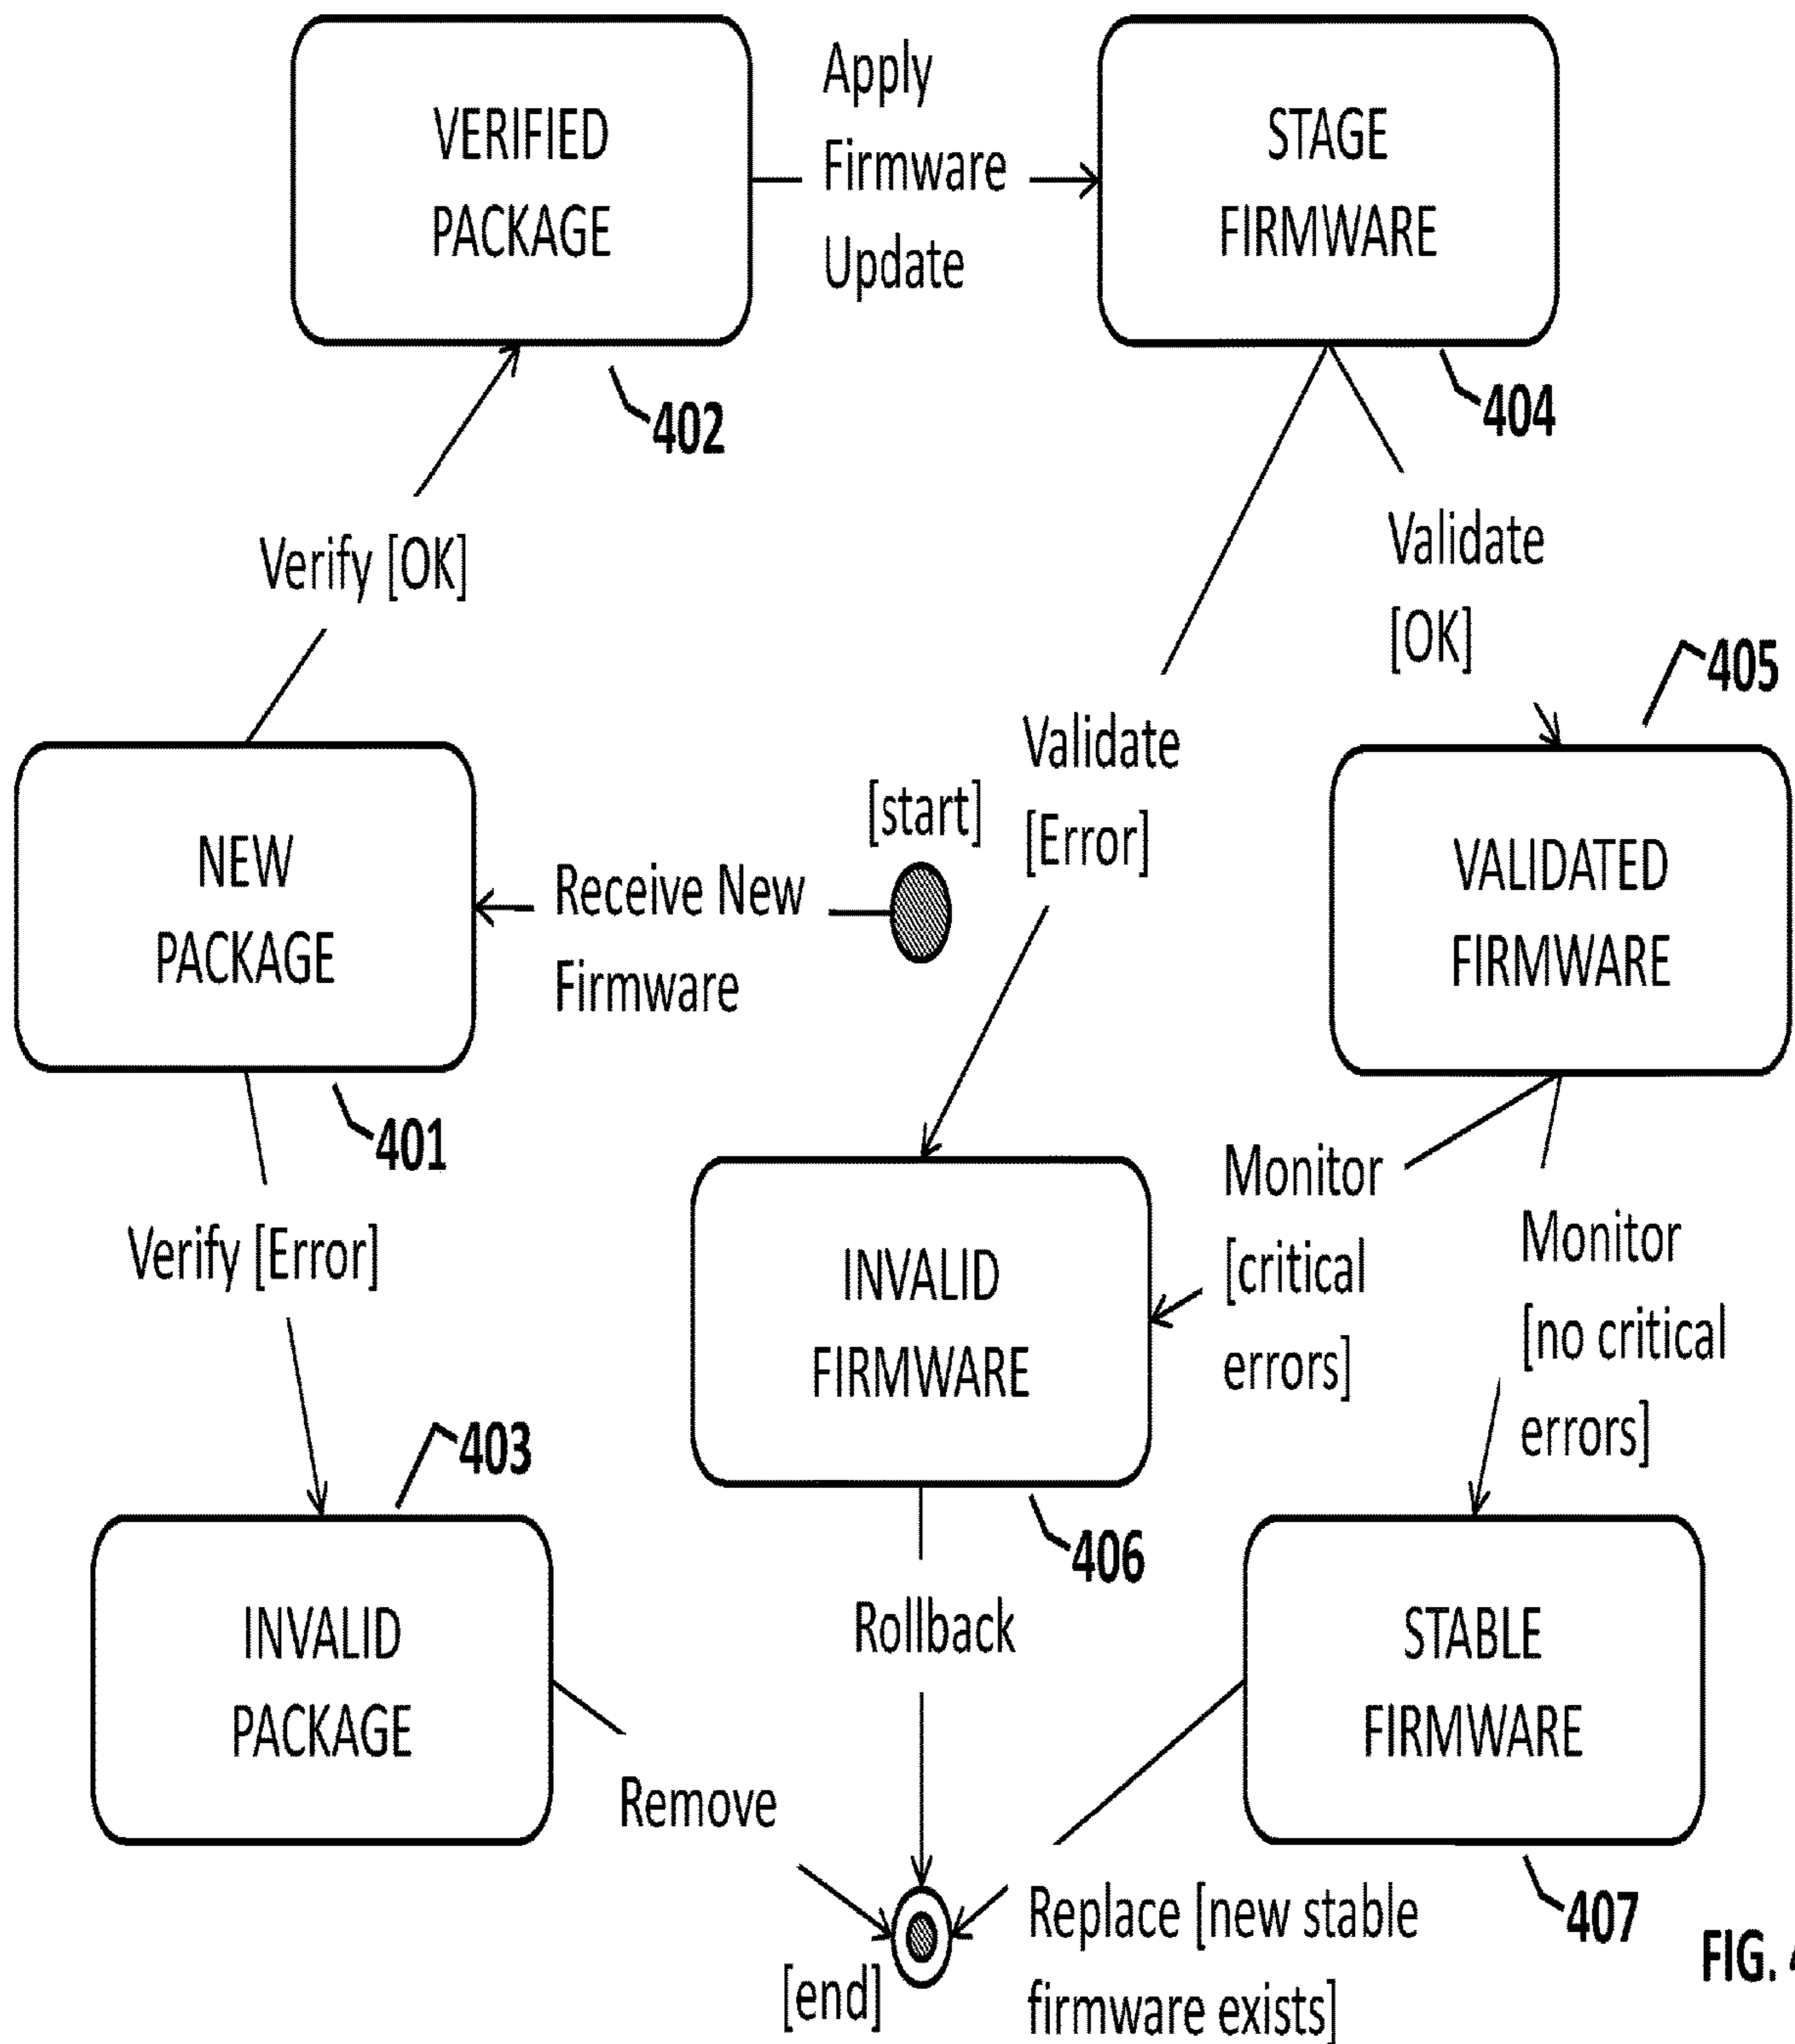 VERIFIED
PACKAGE
Apply
Firmware
Update
STAGE
FIRMWARE
402
404
Verify [OK]
Validate
[OK]
405
NEW
PACKAGE
Receive New
Firmware
[start]
Validate
[Error]
VALIDATED
FIRMWARE
401
Verify [Error]
INVALID
FIRMWARE
Monitor
[critical
errors]
Monitor
[no critical
errors]
403
406
INVALID
PACKAGE
Rollback
STABLE
FIRMWARE
Remove
[end]
Replace [new stable
firmware exists]
407
FIG. 4